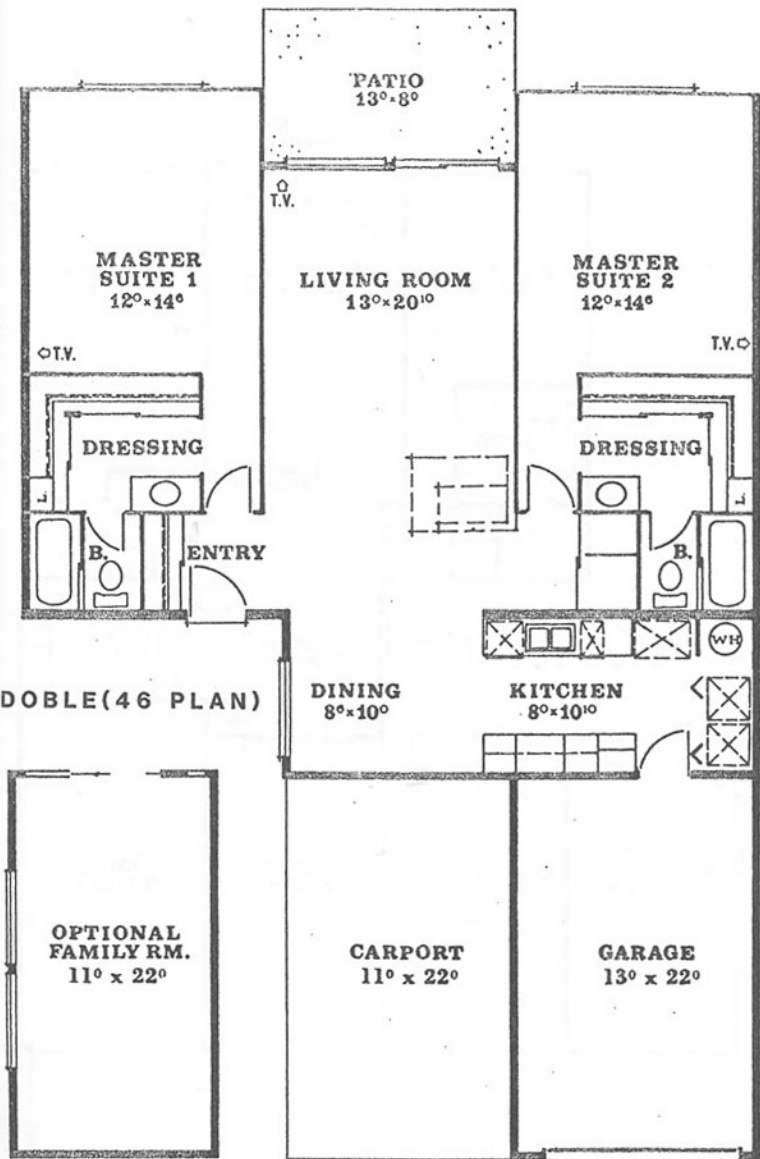 PATIO
13⁰×8⁰
T.V.
MASTER
SUITE 1
12⁰×14⁶
LIVING ROOM
13⁰×20¹⁰
MASTER
SUITE 2
12⁰×14⁶
T.V.
T.V.
DRESSING
DRESSING
L.
L.
B.
ENTRY
B.
WH
DOBLE(46 PLAN)
DINING
8⁶×10⁰
KITCHEN
8⁰×10¹⁰
OPTIONAL
FAMILY RM.
11⁰ x 22⁰
CARPORT
11⁰ x 22⁰
GARAGE
13⁰ x 22⁰